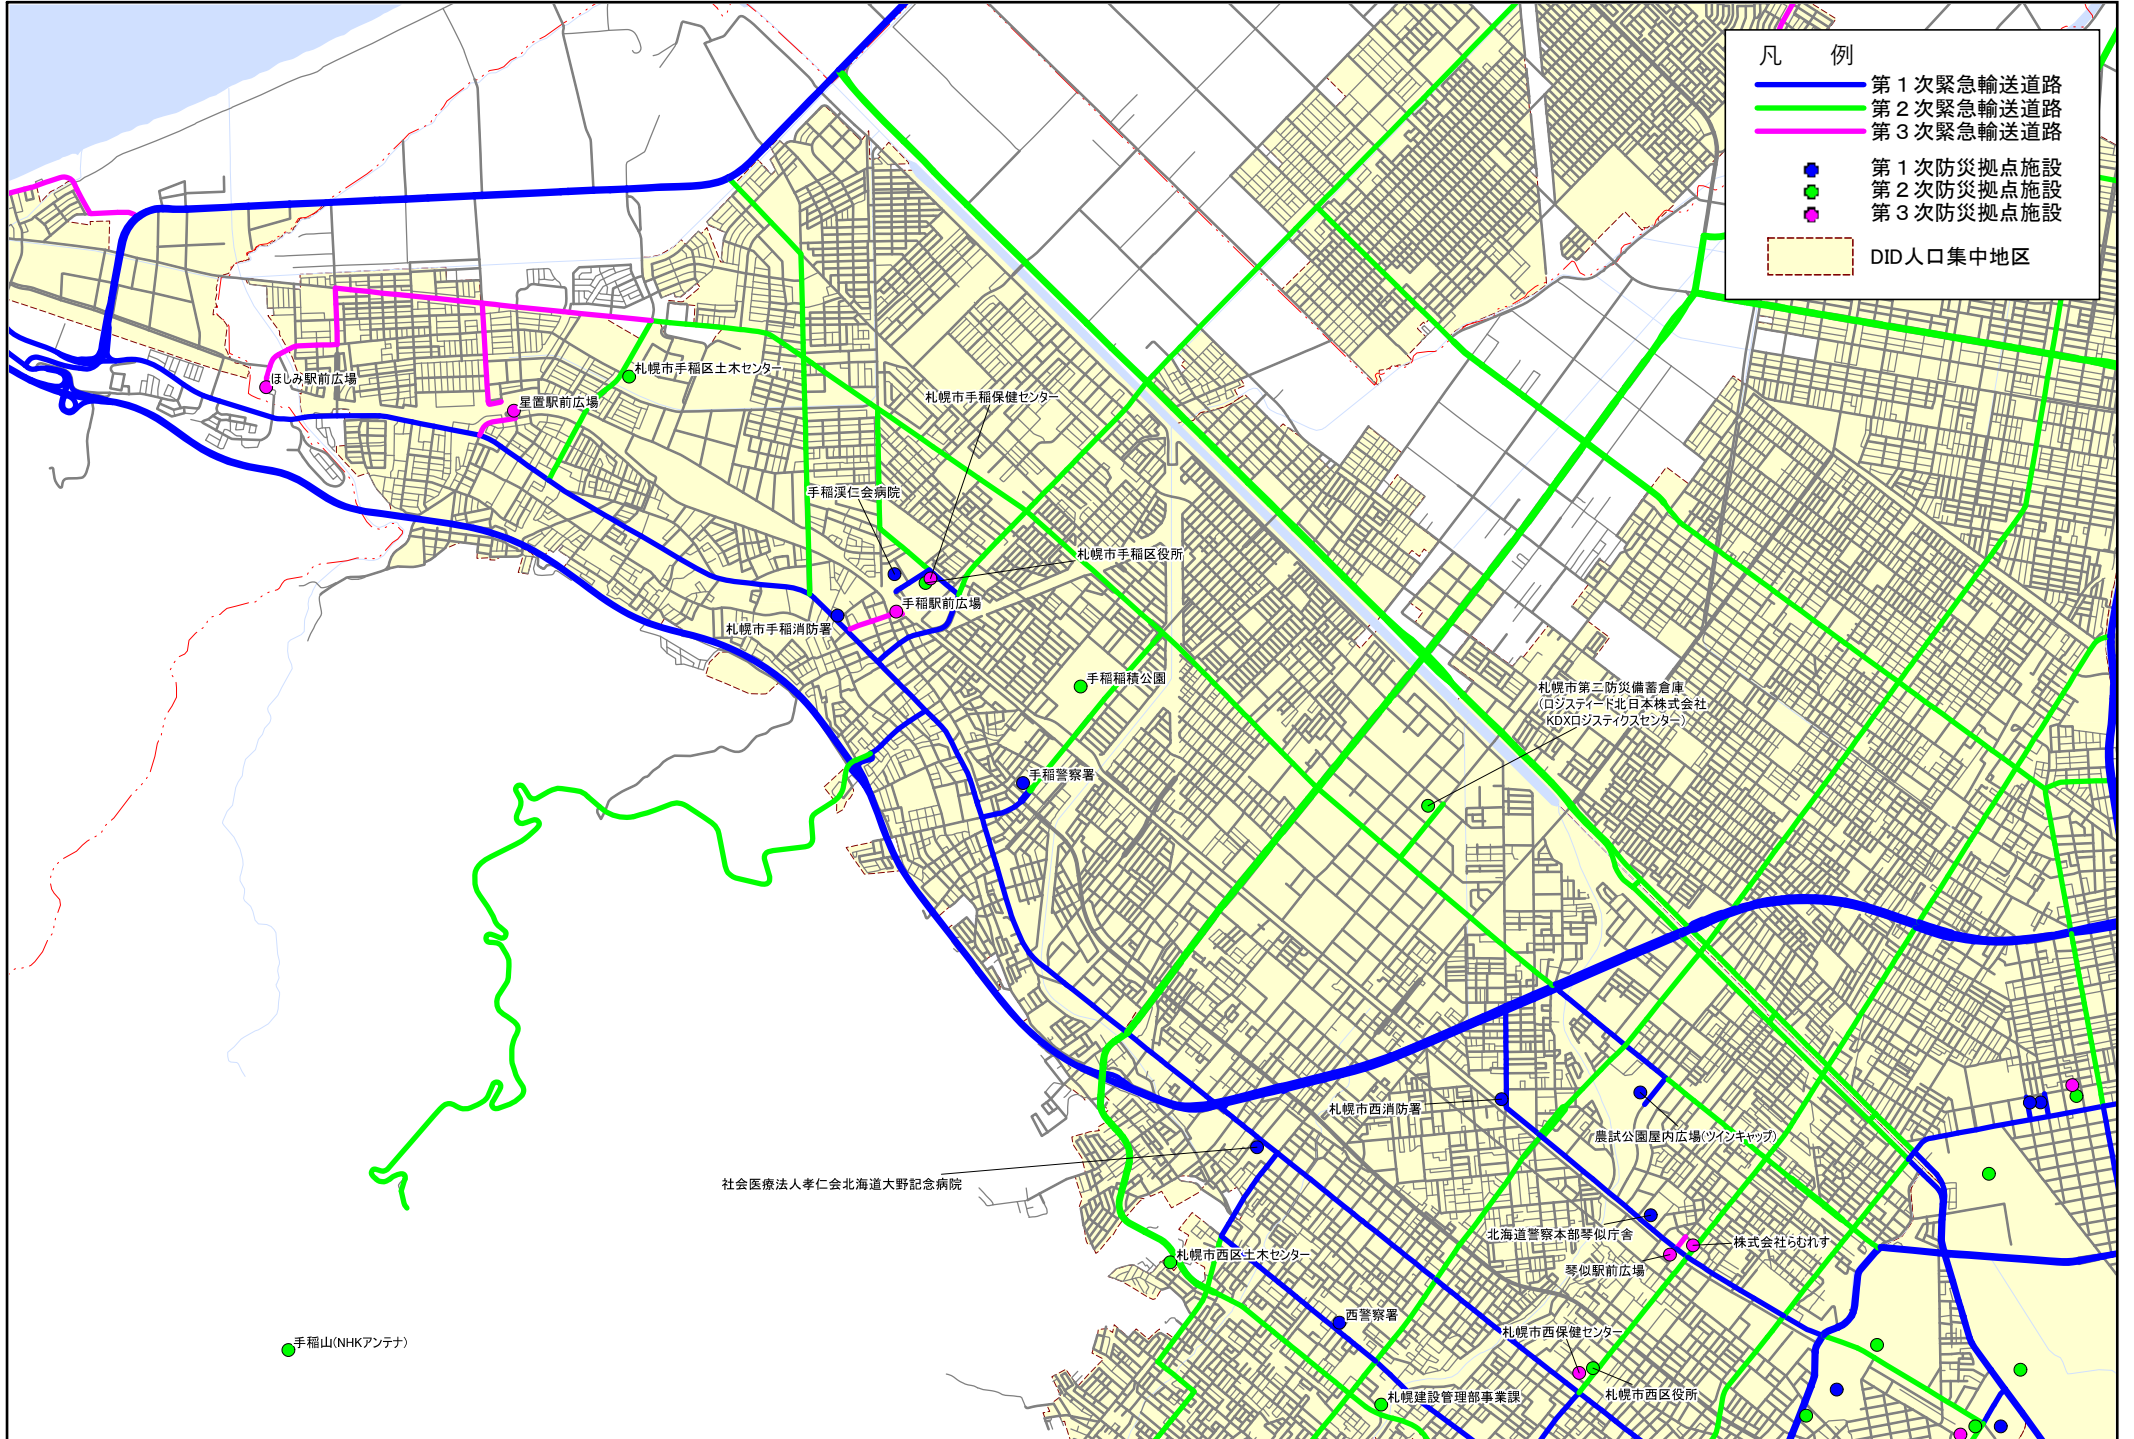 凡　例
第１次緊急輸送道路
第２次緊急輸送道路
第３次緊急輸送道路
第１次防災拠点施設
第２次防災拠点施設
第３次防災拠点施設
DID人口集中地区
ほしみ駅前広場
札幌市手稲区土木センター
星置駅前広場
札幌市手稲保健センター
手稲渓仁会病院
札幌市手稲区役所
手稲駅前広場
札幌市手稲消防署
手稲稲積公園
札幌市第二防災備蓄倉庫
(ロジスティード北日本株式会社
KDXロジスティクスセンター)
手稲警察署
札幌市西消防署
農試公園屋内広場(ツインキャップ)
社会医療法人孝仁会北海道大野記念病院
北海道警察本部琴似庁舎
株式会社らむれす
琴似駅前広場
札幌市西区土木センター
西警察署
札幌市西保健センター
手稲山(NHKアンテナ)
札幌建設管理部事業課
札幌市西区役所